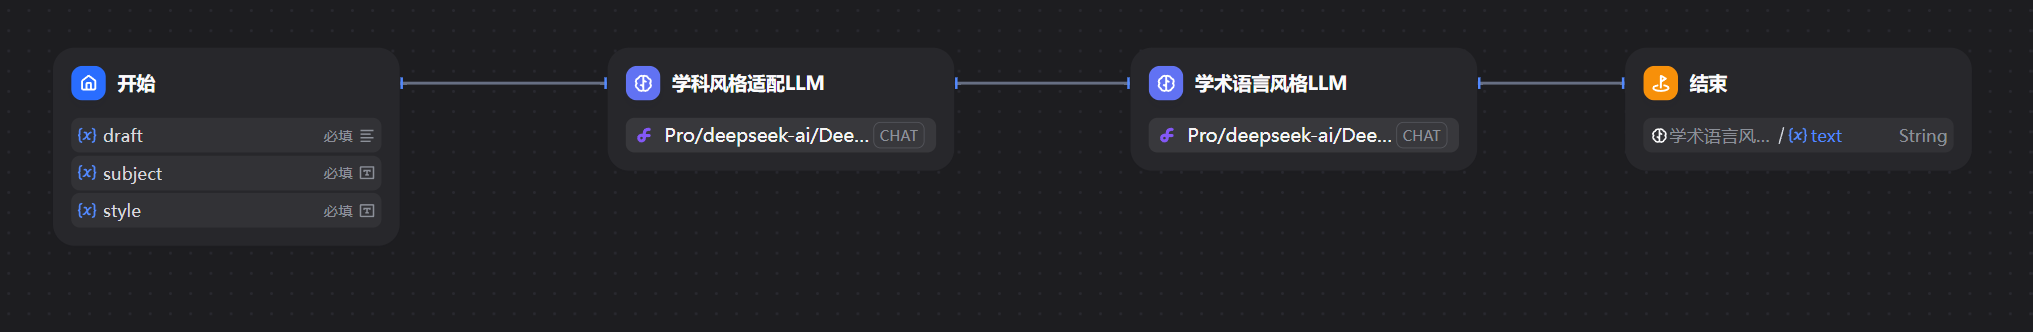 开始
{x} draft 必填
{x} subject 必填
{x} style 必填
学科风格适配LLM
Pro/deepseek-ai/Dee... CHAT
学术语言风格LLM
Pro/deepseek-ai/Dee... CHAT
结束
学术语言风... / {x} text String